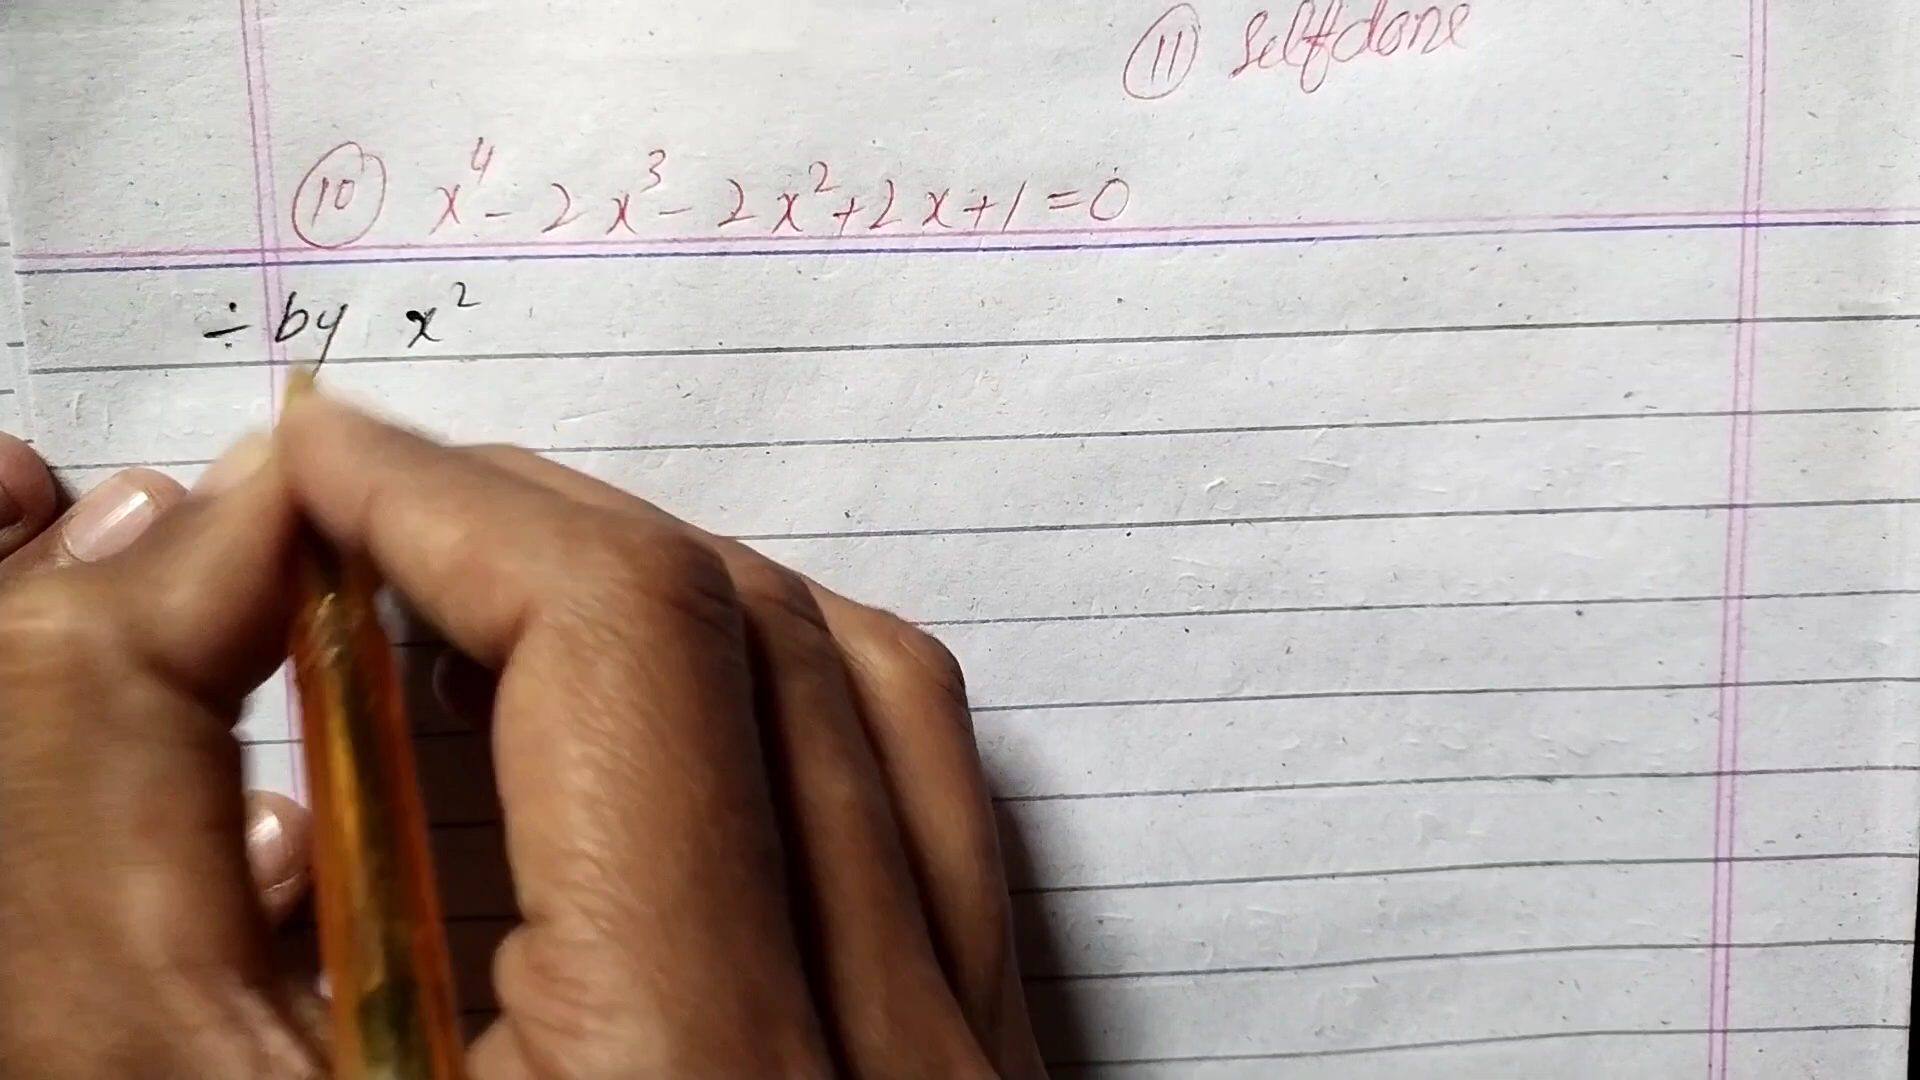 ⑪ Selfdone
⑩ x⁴ - 2x³ - 2x² + 2x + 1 = 0
÷ by x²